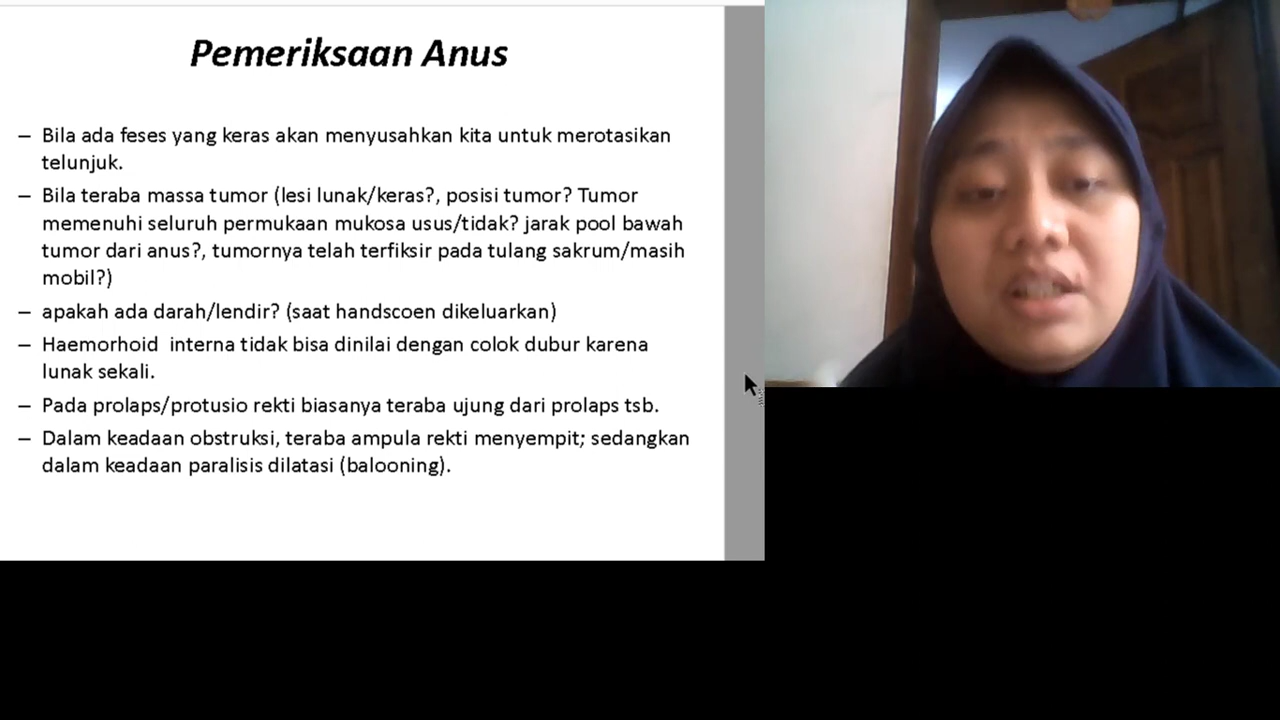 Pemeriksaan Anus
– Bila ada feses yang keras akan menyusahkan kita untuk merotasikan
telunjuk.
– Bila teraba massa tumor (lesi lunak/keras?, posisi tumor? Tumor
memenuhi seluruh permukaan mukosa usus/tidak? jarak pool bawah
tumor dari anus?, tumornya telah terfiksir pada tulang sakrum/masih
mobil?)
– apakah ada darah/lendir? (saat handscoen dikeluarkan)
– Haemorhoid interna tidak bisa dinilai dengan colok dubur karena
lunak sekali.
– Pada prolaps/protusio rekti biasanya teraba ujung dari prolaps tsb.
– Dalam keadaan obstruksi, teraba ampula rekti menyempit; sedangkan
dalam keadaan paralisis dilatasi (balooning).